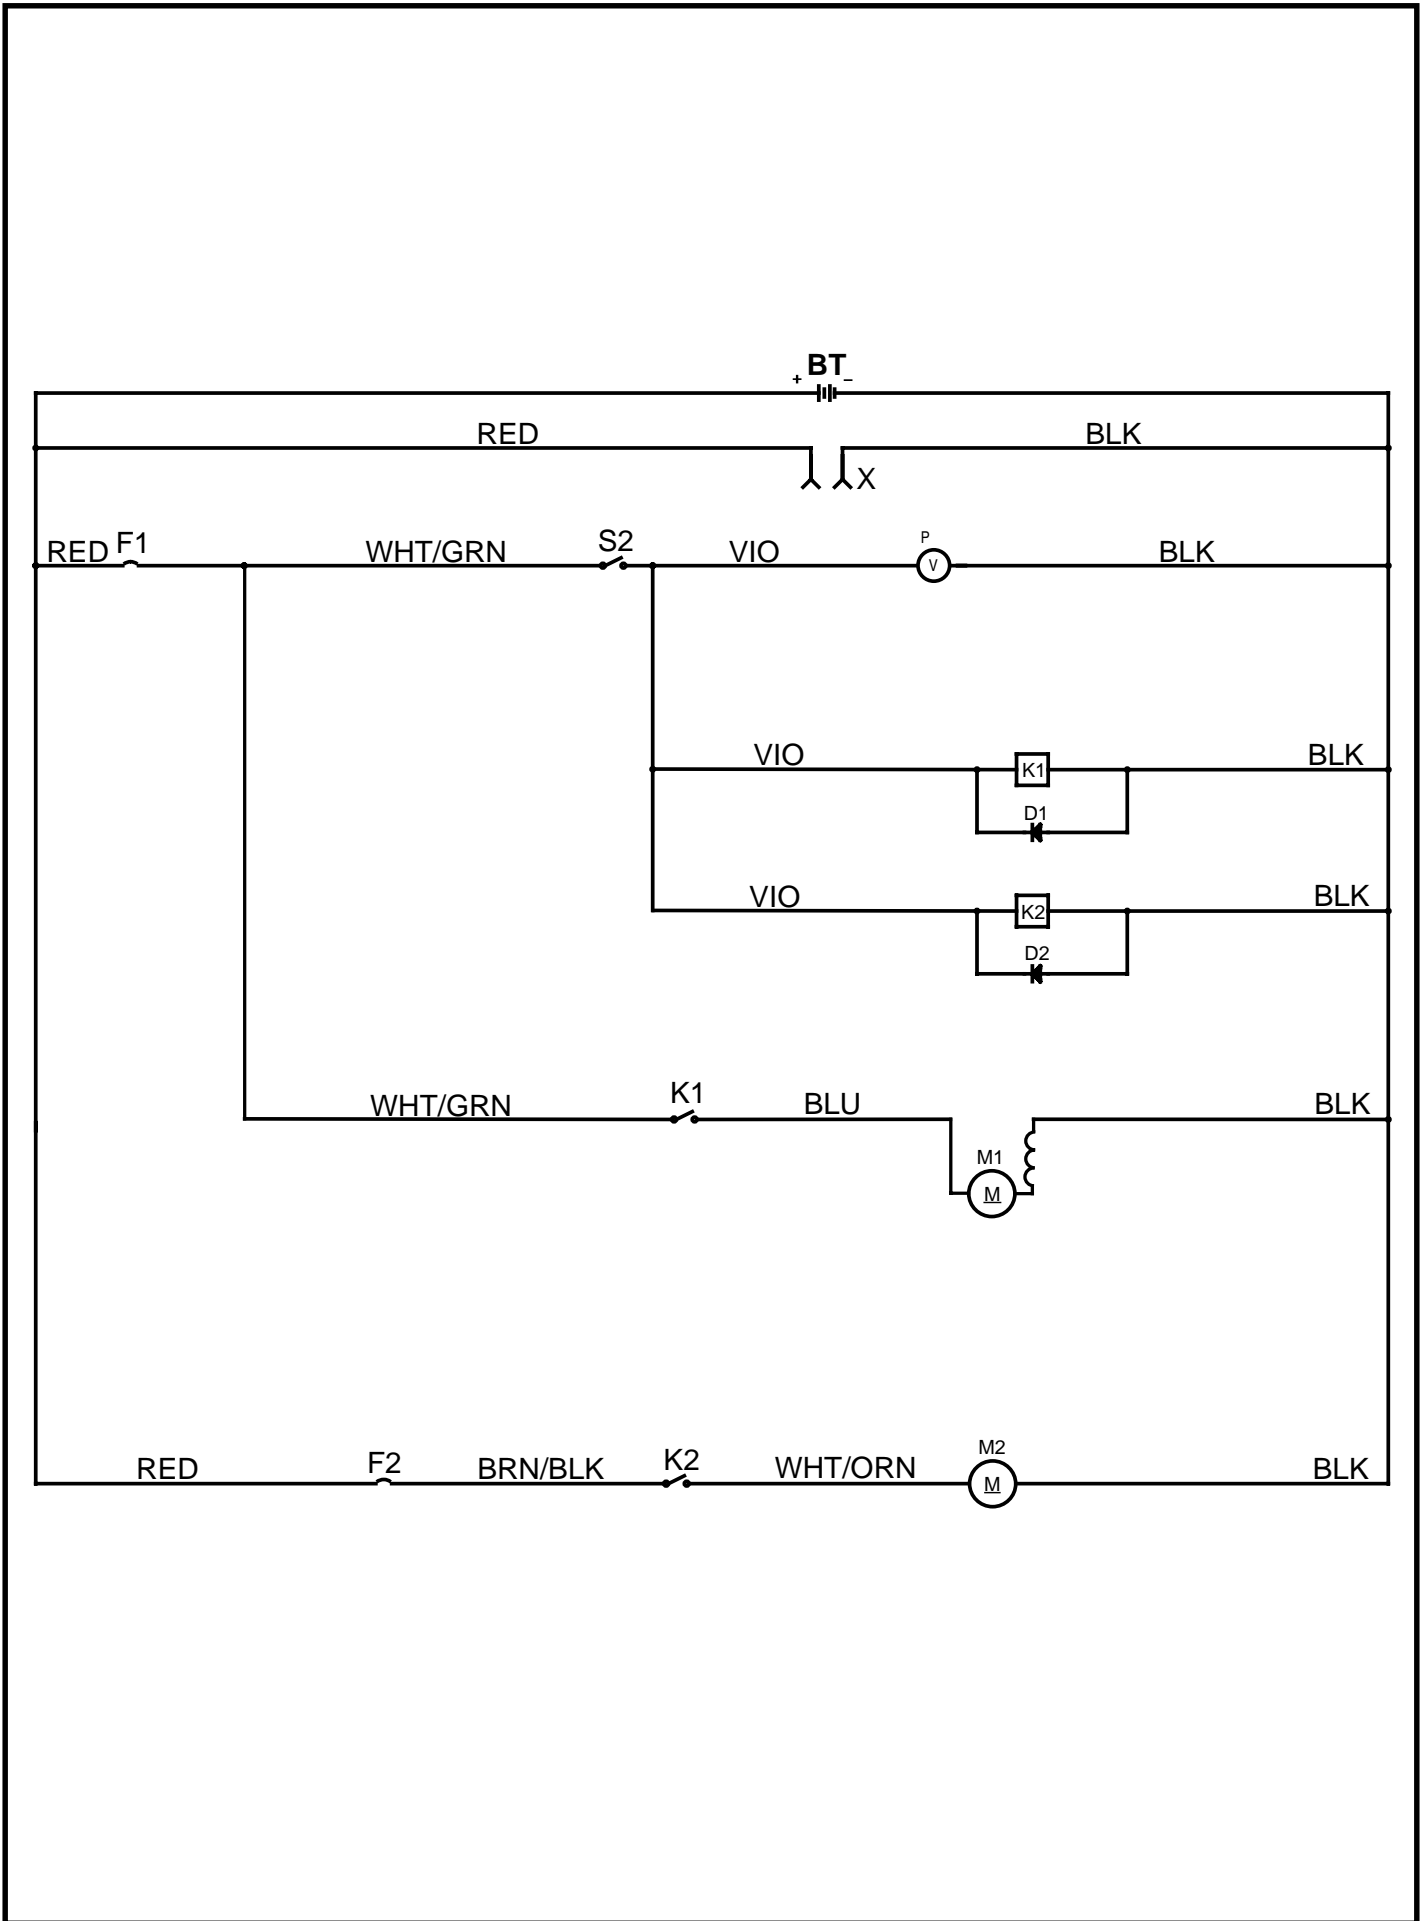 + BT –
RED BLK
X
RED F1 WHT/GRN S2 VIO P BLK
V
VIO K1 BLK
D1
VIO K2 BLK
D2
WHT/GRN K1 BLU BLK
M1
M
M2
RED F2 BRN/BLK K2 WHT/ORN BLK
M